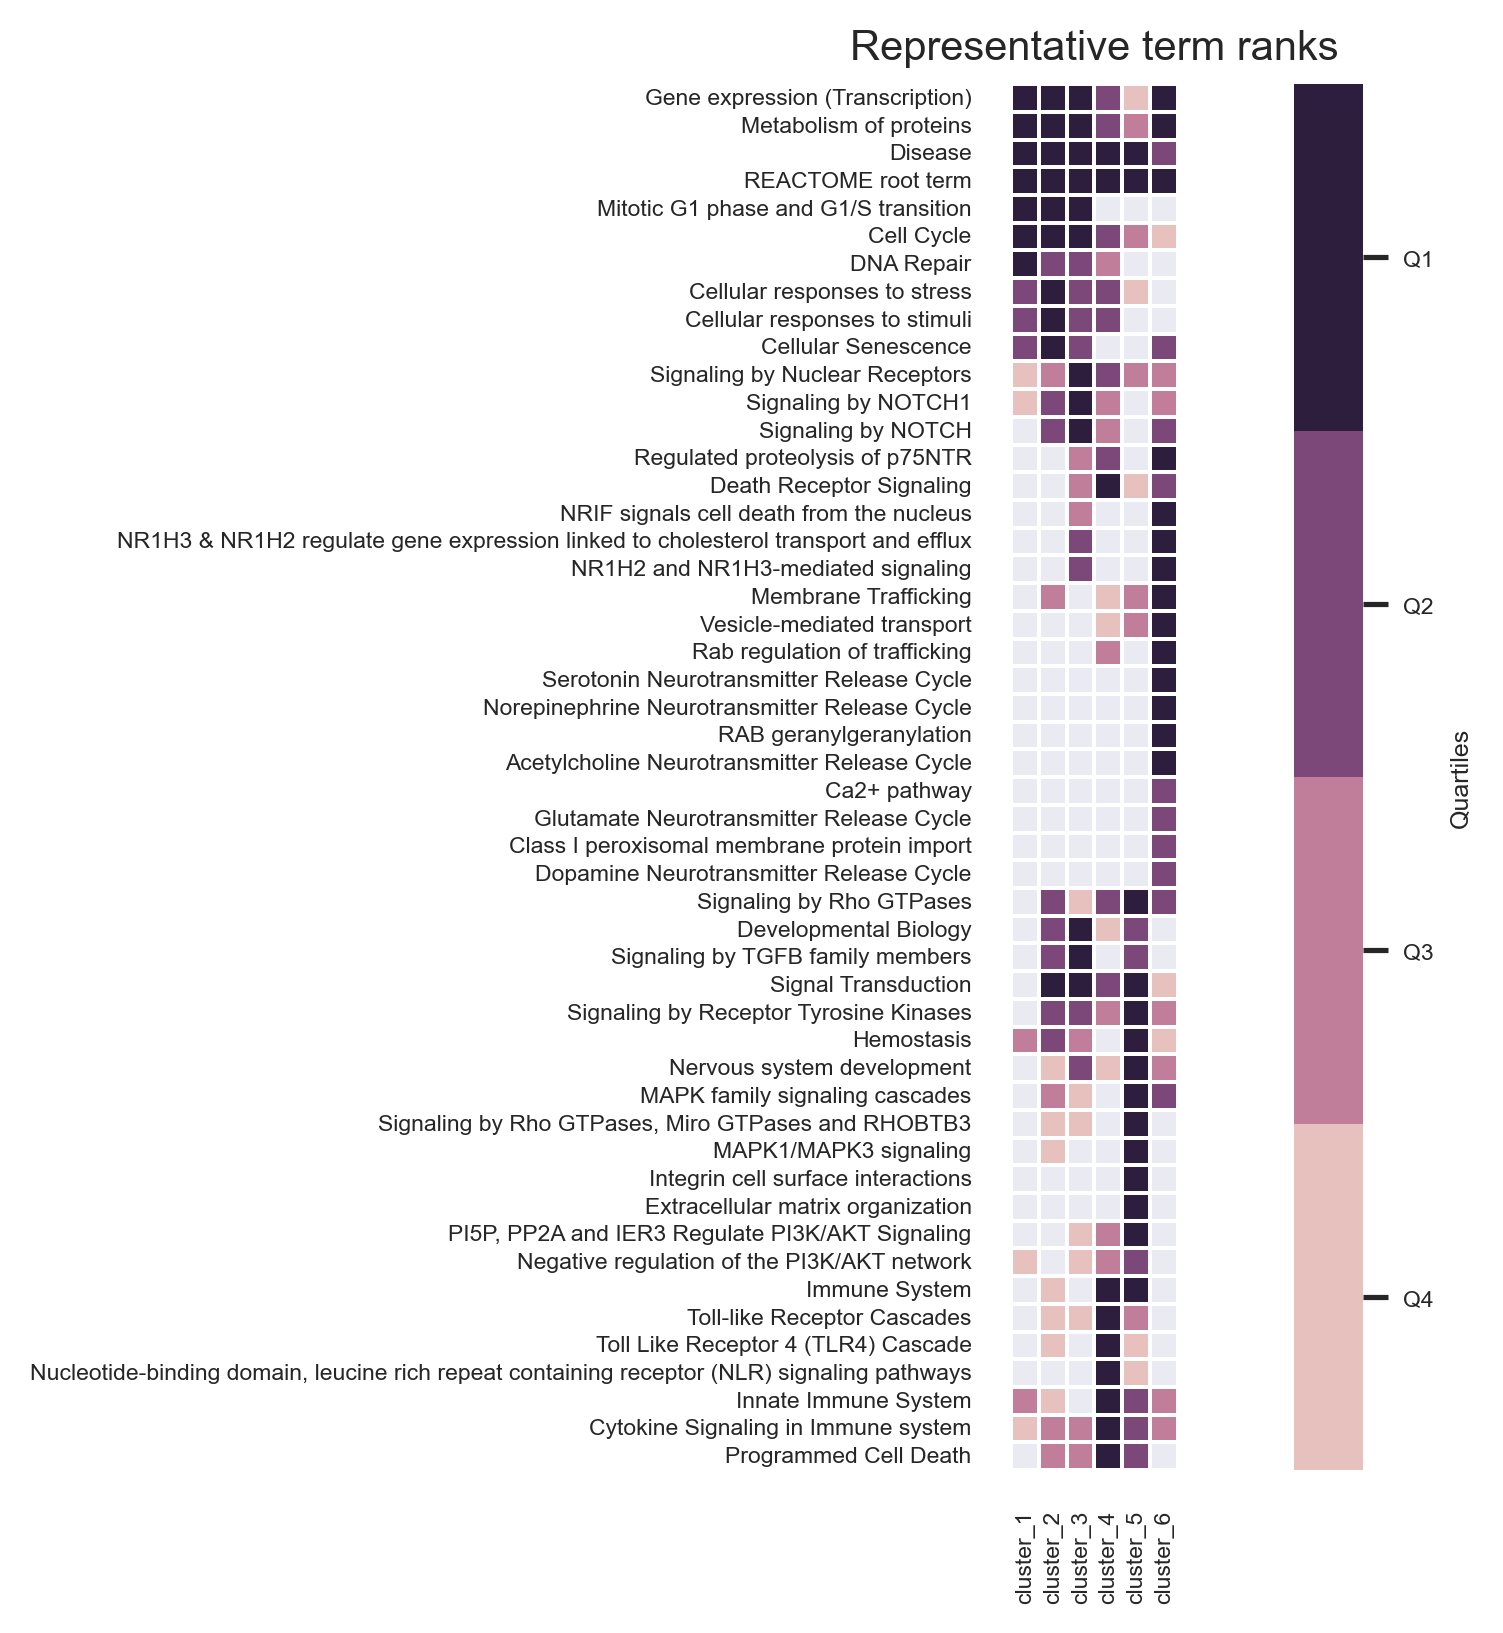 Representative term ranks
Gene expression (Transcription)
Metabolism of proteins
Disease
REACTOME root term
Mitotic G1 phase and G1/S transition
Cell Cycle
DNA Repair
Cellular responses to stress
Cellular responses to stimuli
Cellular Senescence
Signaling by Nuclear Receptors
Signaling by NOTCH1
Signaling by NOTCH
Regulated proteolysis of p75NTR
Death Receptor Signaling
NRIF signals cell death from the nucleus
NR1H3 & NR1H2 regulate gene expression linked to cholesterol transport and efflux
NR1H2 and NR1H3-mediated signaling
Membrane Trafficking
Vesicle-mediated transport
Rab regulation of trafficking
Serotonin Neurotransmitter Release Cycle
Norepinephrine Neurotransmitter Release Cycle
RAB geranylgeranylation
Acetylcholine Neurotransmitter Release Cycle
Ca2+ pathway
Glutamate Neurotransmitter Release Cycle
Class I peroxisomal membrane protein import
Dopamine Neurotransmitter Release Cycle
Signaling by Rho GTPases
Developmental Biology
Signaling by TGFB family members
Signal Transduction
Signaling by Receptor Tyrosine Kinases
Hemostasis
Nervous system development
MAPK family signaling cascades
Signaling by Rho GTPases, Miro GTPases and RHOBTB3
MAPK1/MAPK3 signaling
Integrin cell surface interactions
Extracellular matrix organization
PI5P, PP2A and IER3 Regulate PI3K/AKT Signaling
Negative regulation of the PI3K/AKT network
Immune System
Toll-like Receptor Cascades
Toll Like Receptor 4 (TLR4) Cascade
Nucleotide-binding domain, leucine rich repeat containing receptor (NLR) signaling pathways
Innate Immune System
Cytokine Signaling in Immune system
Programmed Cell Death
cluster_1
cluster_2
cluster_3
cluster_4
cluster_5
cluster_6
Q1
Q2
Q3
Q4
Quartiles